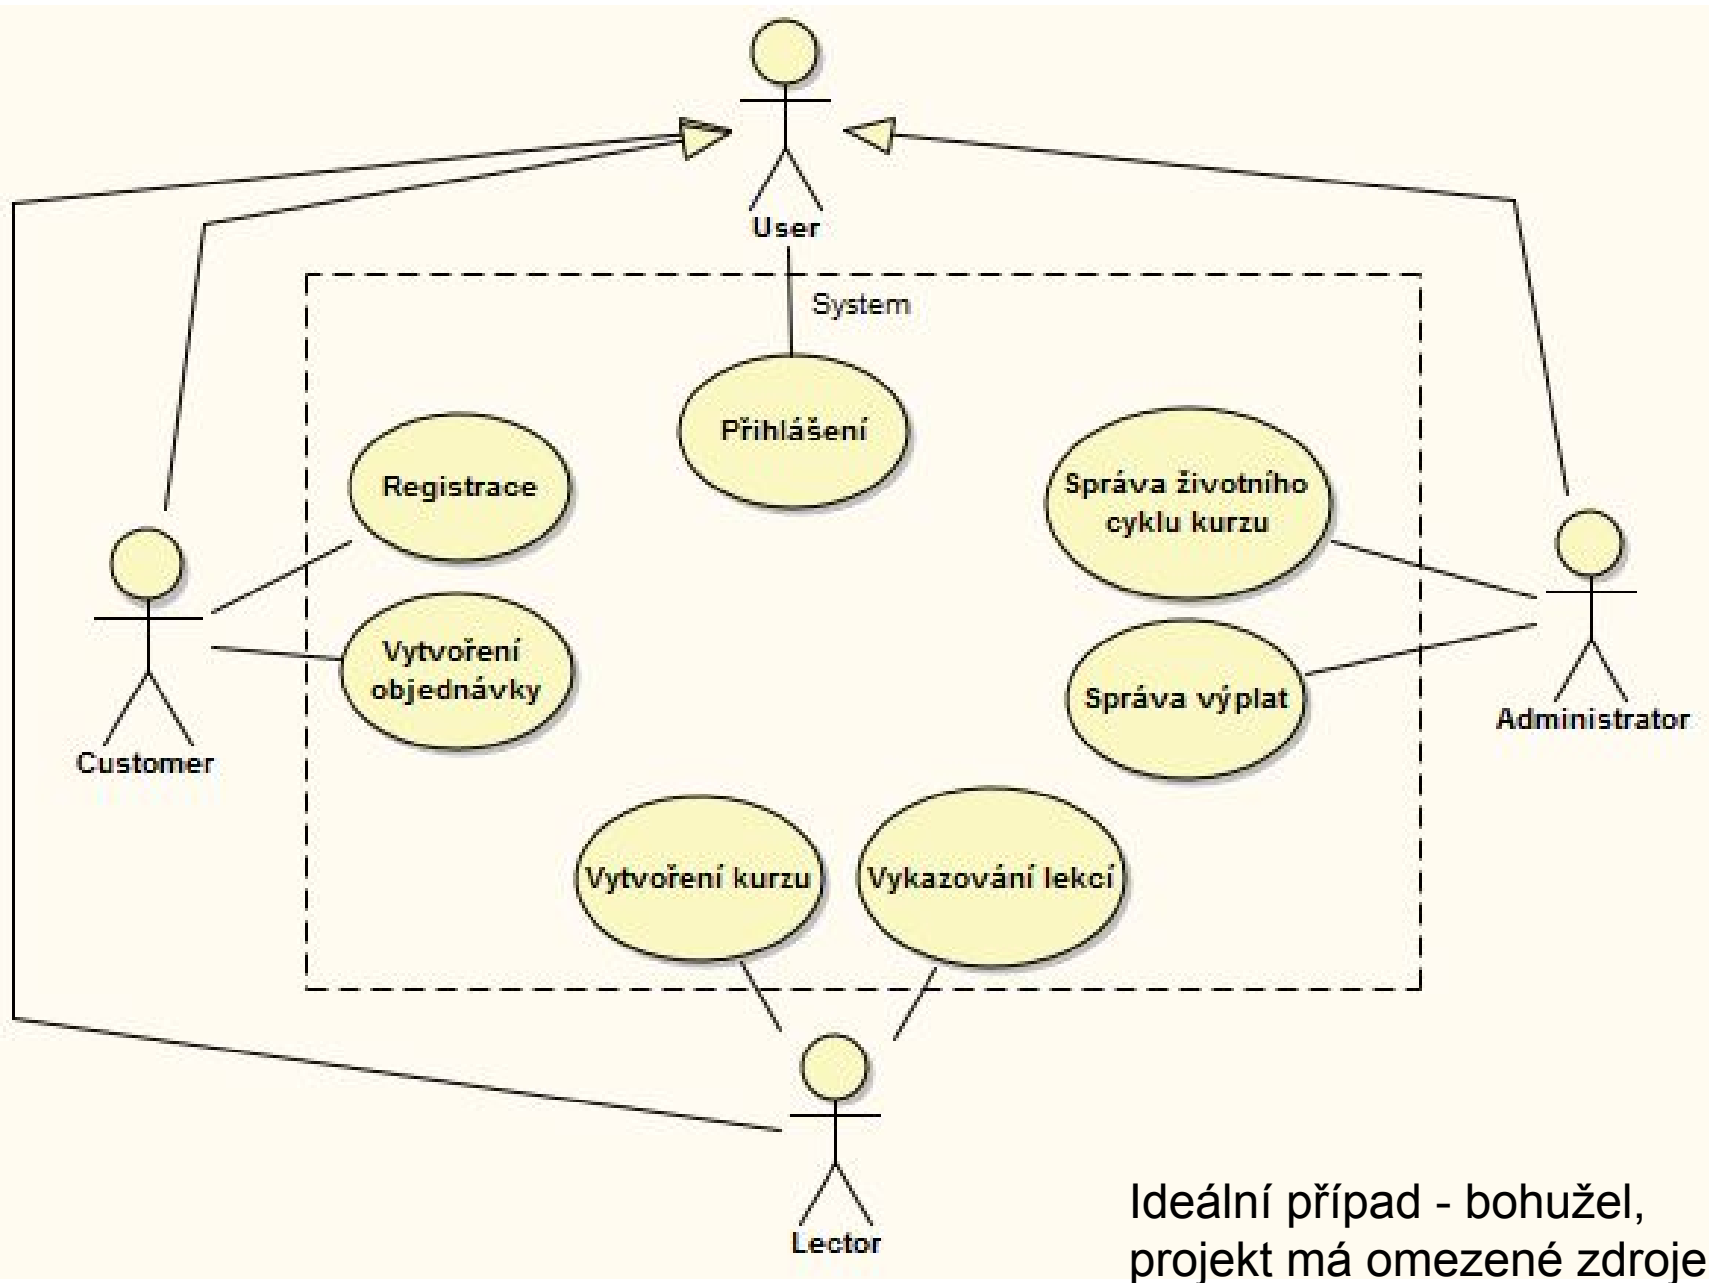 User
System
Přihlášení
Registrace
Správa životního
cyklu kurzu
Vytvoření
objednávky
Správa výplat
Administrator
Customer
Vytvoření kurzu
Vykazování lekcí
Lector
Ideální případ - bohužel,
projekt má omezené zdroje